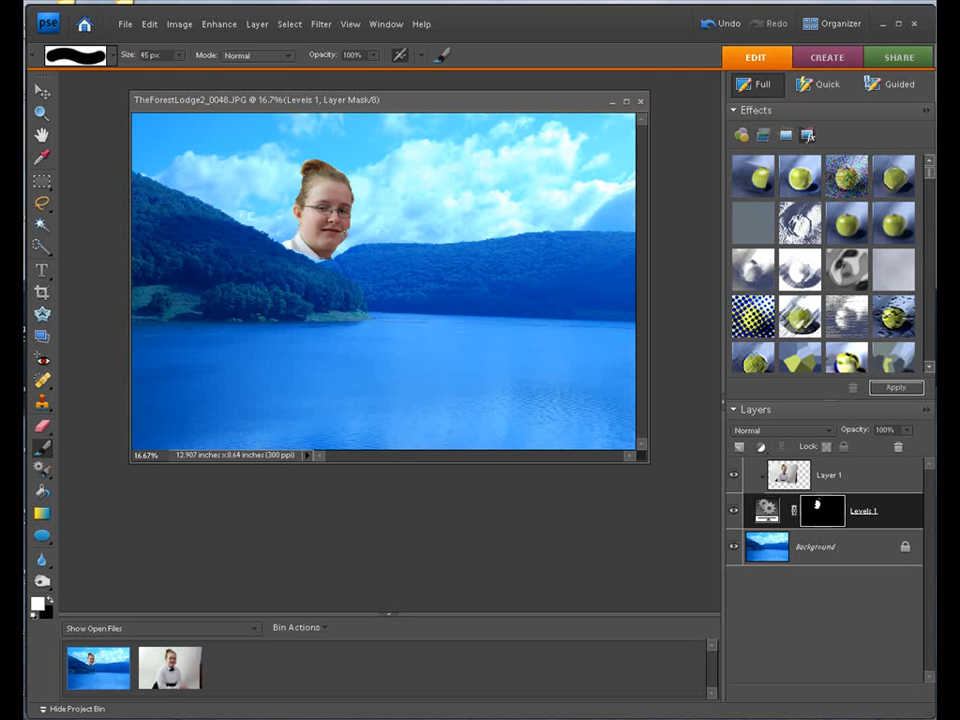 pse File Edit Image Enhance Layer Select Filter View Window Help Undo Redo Organizer
Size: 45 px Mode: Normal Opacity: 100% EDIT CREATE SHARE
Full Quick Guided
TheForestLodge2_0048.JPG @ 16.7% (Levels 1, Layer Mask/8)
Effects
Apply
Layers
Normal Opacity: 100%
Lock:
Layer 1
Levels 1
Background
16.67% 12.907 inches x 8.64 inches (300 ppi)
Show Open Files Bin Actions
Hide Project Bin